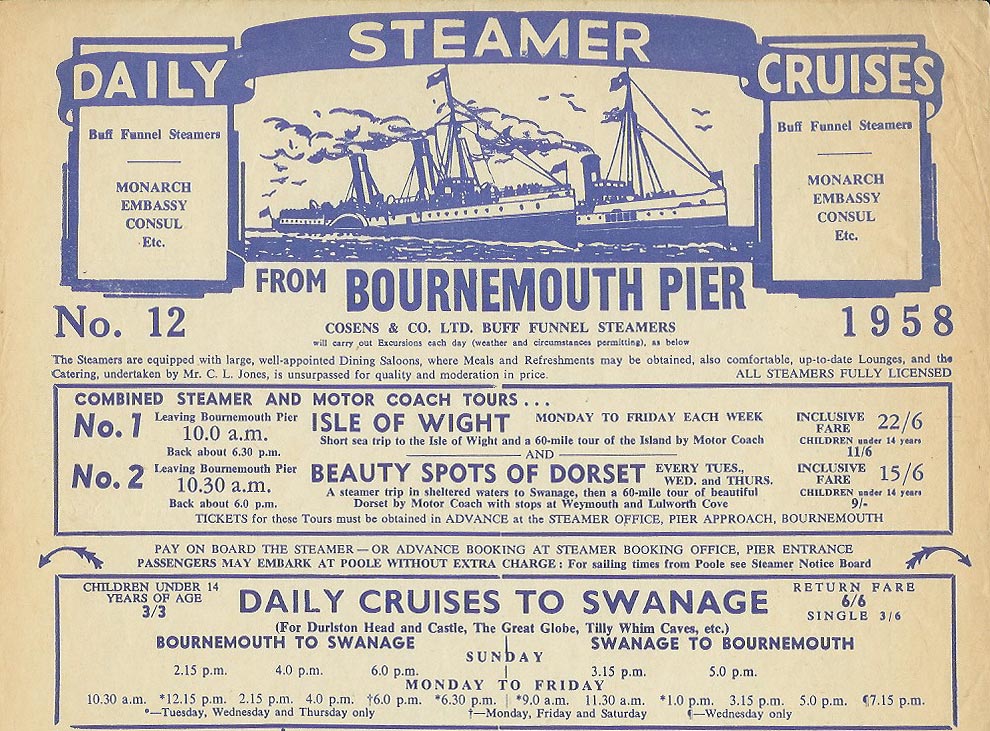 DAILY STEAMER CRUISES
Buff Funnel Steamers
MONARCH
EMBASSY
CONSUL
Etc.
Buff Funnel Steamers
MONARCH
EMBASSY
CONSUL
Etc.
FROM BOURNEMOUTH PIER
No. 12
COSENS & CO. LTD. BUFF FUNNEL STEAMERS
1958
will carry out Excursions each day (weather and circumstances permitting), as below
The Steamers are equipped with large, well-appointed Dining Saloons, where Meals and Refreshments may be obtained, also comfortable, up-to-date Lounges, and the
Catering, undertaken by Mr. C. L. Jones, is unsurpassed for quality and moderation in price. ALL STEAMERS FULLY LICENSED
COMBINED STEAMER AND MOTOR COACH TOURS . . .
No. 1
Leaving Bournemouth Pier
10.0 a.m.
Back about 6.30 p.m.
ISLE OF WIGHT MONDAY TO FRIDAY EACH WEEK
Short sea trip to the Isle of Wight and a 60-mile tour of the Island by Motor Coach
INCLUSIVE FARE 22/6
CHILDREN under 14 years
11/6
AND
No. 2
Leaving Bournemouth Pier
10.30 a.m.
Back about 6.0 p.m.
BEAUTY SPOTS OF DORSET EVERY TUES., WED. and THURS.
A steamer trip in sheltered waters to Swanage, then a 60-mile tour of beautiful
Dorset by Motor Coach with stops at Weymouth and Lulworth Cove
INCLUSIVE FARE 15/6
CHILDREN under 14 years
9/-
TICKETS for these Tours must be obtained in ADVANCE at the STEAMER OFFICE, PIER APPROACH, BOURNEMOUTH
PAY ON BOARD THE STEAMER — OR ADVANCE BOOKING AT STEAMER BOOKING OFFICE, PIER ENTRANCE
PASSENGERS MAY EMBARK AT POOLE WITHOUT EXTRA CHARGE : For sailing times from Poole see Steamer Notice Board
CHILDREN UNDER 14
YEARS OF AGE
3/3
DAILY CRUISES TO SWANAGE
RETURN FARE
6/6
SINGLE 3/6
(For Durlston Head and Castle, The Great Globe, Tilly Whim Caves, etc.)
BOURNEMOUTH TO SWANAGE SWANAGE TO BOURNEMOUTH
SUNDAY
2.15 p.m. 4.0 p.m. 6.0 p.m. 3.15 p.m. 5.0 p.m.
MONDAY TO FRIDAY
10.30 a.m. *12.15 p.m. 2.15 p.m. 4.0 p.m. †6.0 p.m. *6.30 p.m. *9.0 a.m. 11.30 a.m. *1.0 p.m. 3.15 p.m. 5.0 p.m. ¶7.15 p.m.
*—Tuesday, Wednesday and Thursday only †—Monday, Friday and Saturday ¶—Wednesday only